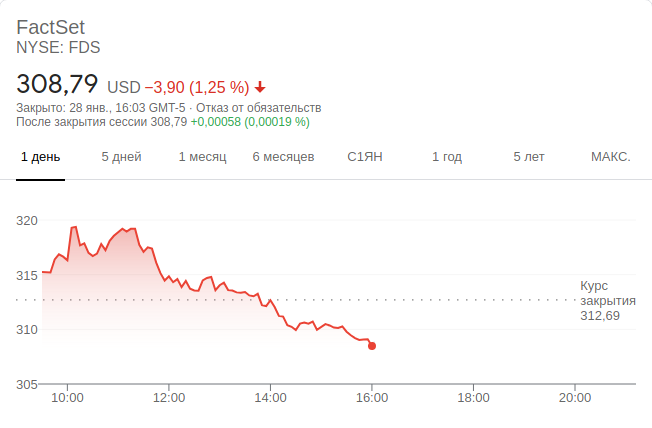 FactSet
NYSE: FDS
308,79 USD −3,90 (1,25 %)
Закрыто: 28 янв., 16:03 GMT-5 · Отказ от обязательств
После закрытия сессии 308,79 +0,00058 (0,00019 %)
1 день 5 дней 1 месяц 6 месяцев С1ЯН 1 год 5 лет МАКС.
320
315
Курс
закрытия
312,69
310
305
10:00 12:00 14:00 16:00 18:00 20:00